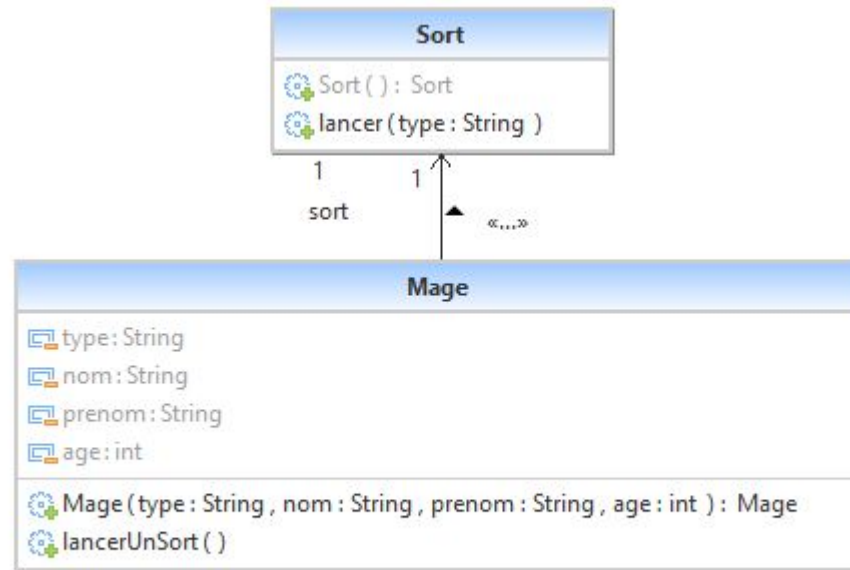 Sort
Sort ( ) : Sort
lancer ( type : String )
1
1
sort
«,,,»
Mage
type : String
nom : String
prenom : String
age : int
Mage ( type : String , nom : String , prenom : String , age : int ) : Mage
lancerUnSort ( )